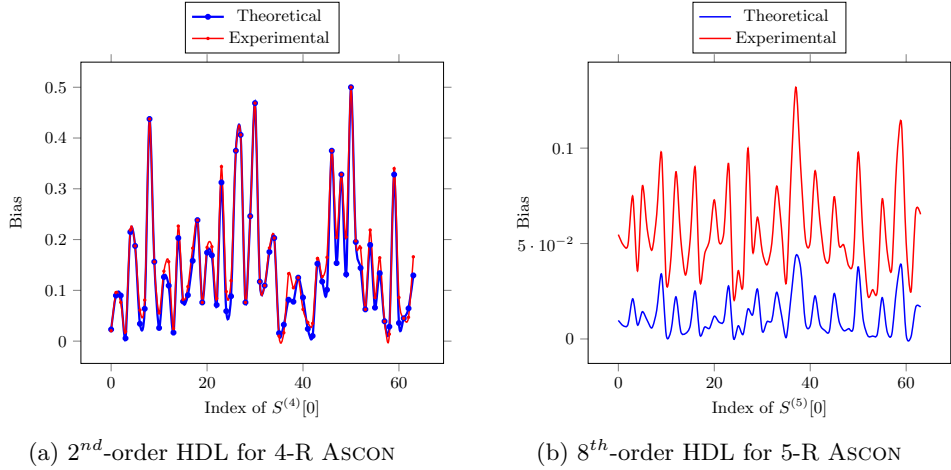 Theoretical
Experimental
0.5
0.4
0.3
0.2
0.1
0
Bias
0 20 40 60
Index of S^{(4)}[0]
(a) 2^{nd}-order HDL for 4-R ASCON
Theoretical
Experimental
0.1
5 · 10^{−2}
0
Bias
0 20 40 60
Index of S^{(5)}[0]
(b) 8^{th}-order HDL for 5-R ASCON